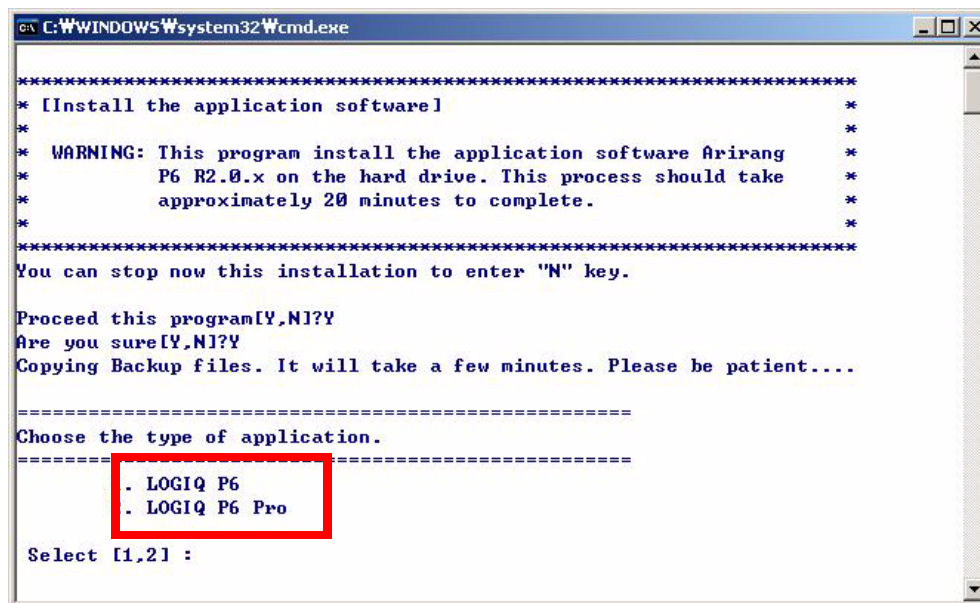 C:₩WINDOWS₩system32₩cmd.exe
***********************************************************************
* [Install the application software] *
* *
* WARNING: This program install the application software Arirang *
* P6 R2.0.x on the hard drive. This process should take *
* approximately 20 minutes to complete. *
* *
***********************************************************************
You can stop now this installation to enter "N" key.
Proceed this program[Y,N]?Y
Are you sure[Y,N]?Y
Copying Backup files. It will take a few minutes. Please be patient....
====================================================
Choose the type of application.
====================================================
1. LOGIQ P6
2. LOGIQ P6 Pro
Select [1,2] :